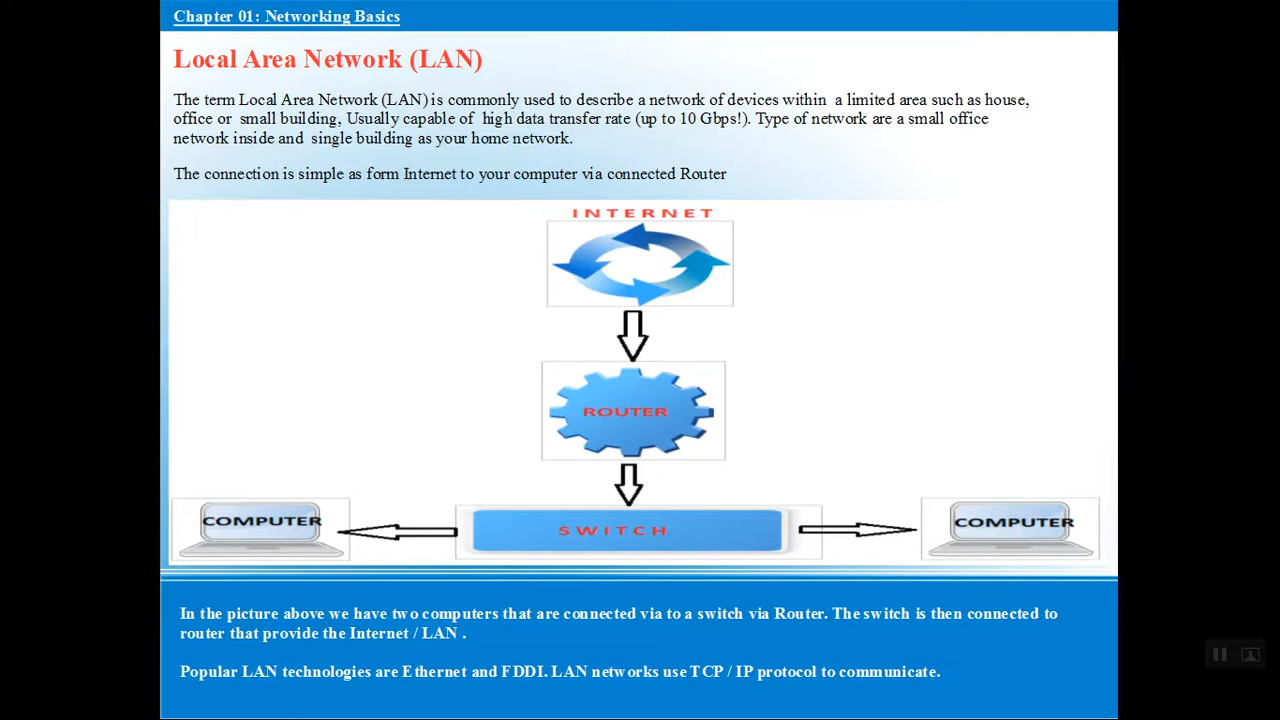 Chapter 01: Networking Basics
Local Area Network (LAN)
The term Local Area Network (LAN) is commonly used to describe a network of devices within a limited area such as house,
office or small building, Usually capable of high data transfer rate (up to 10 Gbps!). Type of network are a small office
network inside and single building as your home network.
The connection is simple as form Internet to your computer via connected Router
INTERNET
ROUTER
COMPUTER
SWITCH
COMPUTER
In the picture above we have two computers that are connected via to a switch via Router. The switch is then connected to
router that provide the Internet / LAN .
Popular LAN technologies are Ethernet and FDDI. LAN networks use TCP / IP protocol to communicate.